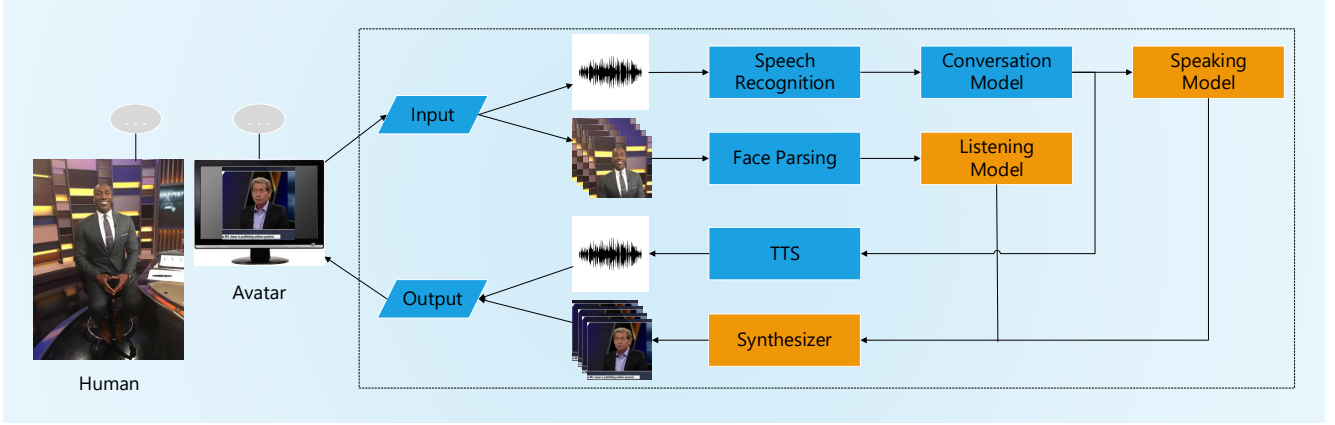 Speech
Recognition
Conversation
Model
Speaking
Model
Input
. . .
. . .
Face Parsing
Listening
Model
TTS
Avatar
Output
Synthesizer
Human